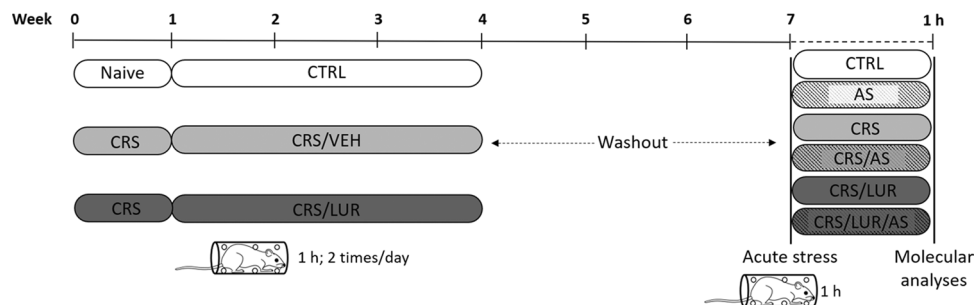 Week 0 1 2 3 4 5 6 7 1 h
Naive CTRL CTRL
AS
CRS CRS/VEH Washout CRS
CRS/AS
CRS CRS/LUR CRS/LUR
CRS/LUR/AS
1 h; 2 times/day
Acute stress Molecular
analyses
1 h